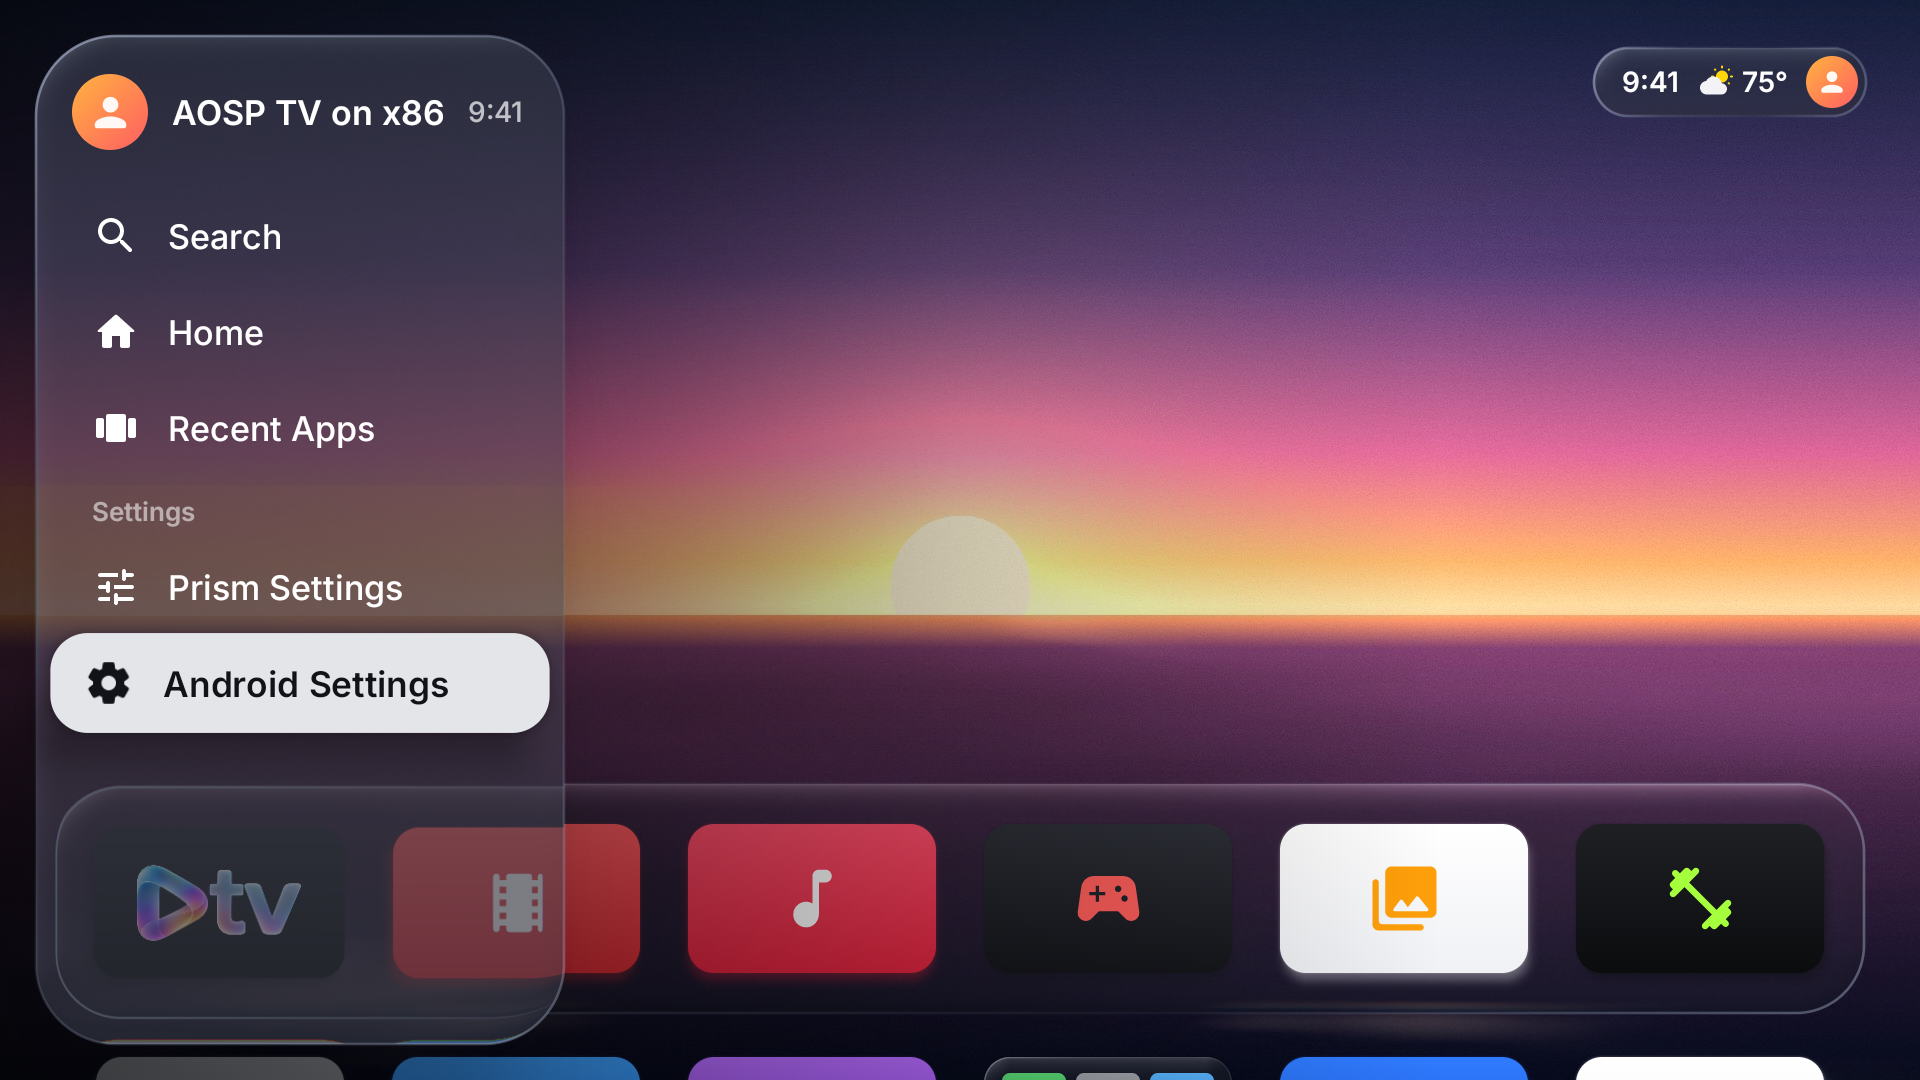 AOSP TV on x86 9:41
9:41 75°
Search
Home
Recent Apps
Settings
Prism Settings
Android Settings
tv